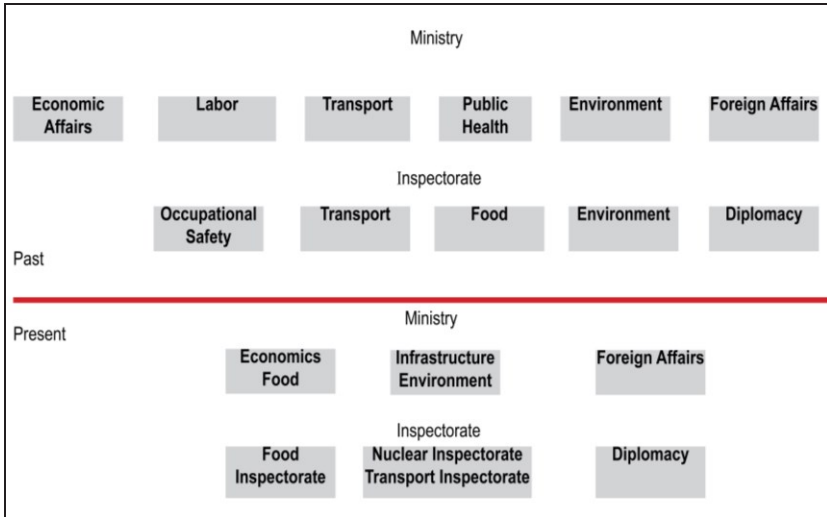 Ministry
Economic Affairs
Labor
Transport
Public Health
Environment
Foreign Affairs
Inspectorate
Occupational Safety
Transport
Food
Environment
Diplomacy
Past
Present
Ministry
Economics Food
Infrastructure Environment
Foreign Affairs
Inspectorate
Food Inspectorate
Nuclear Inspectorate
Transport Inspectorate
Diplomacy